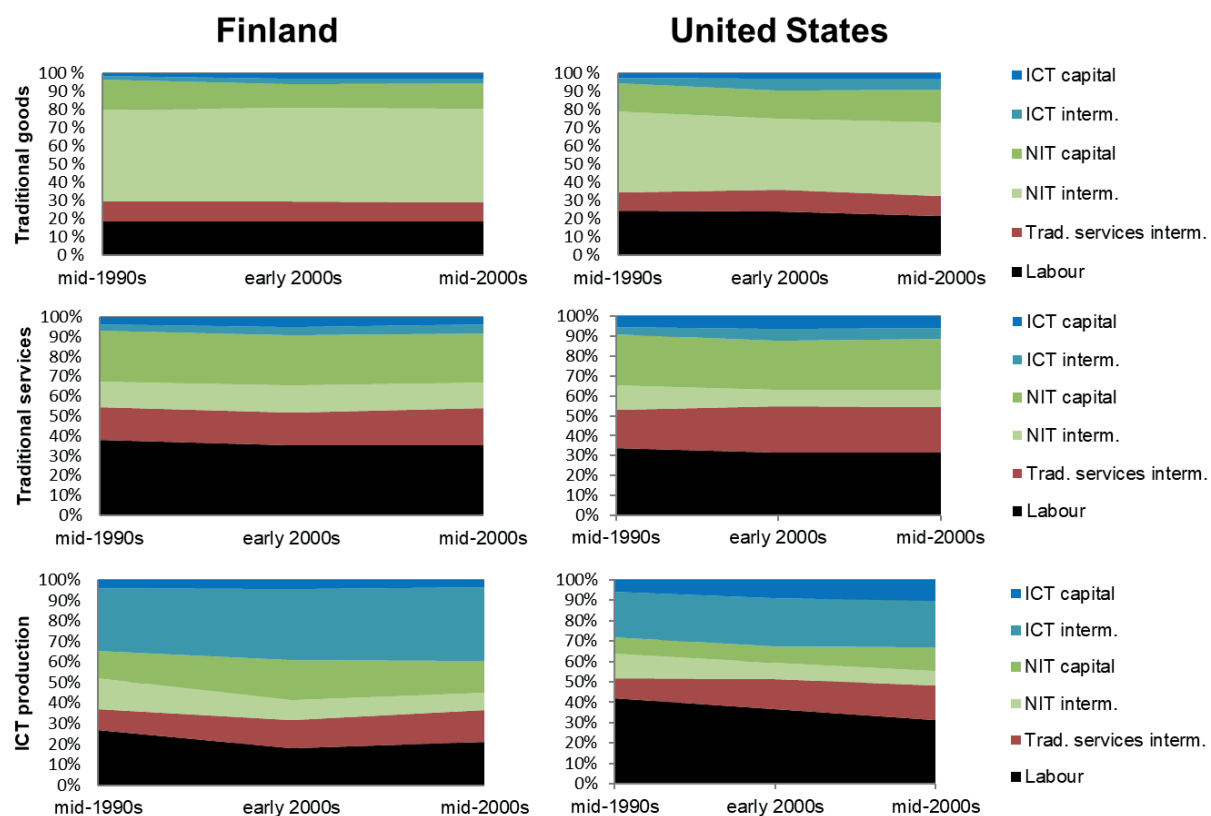 Finland
United States
Traditional goods
100 %
90 %
80 %
70 %
60 %
50 %
40 %
30 %
20 %
10 %
0 %
mid-1990s
early 2000s
mid-2000s
100 %
90 %
80 %
70 %
60 %
50 %
40 %
30 %
20 %
10 %
0 %
mid-1990s
early 2000s
mid-2000s
ICT capital
ICT interm.
NIT capital
NIT interm.
Trad. services interm.
Labour
Traditional services
100%
90%
80%
70%
60%
50%
40%
30%
20%
10%
0%
mid-1990s
early 2000s
mid-2000s
100%
90%
80%
70%
60%
50%
40%
30%
20%
10%
0%
mid-1990s
early 2000s
mid-2000s
ICT capital
ICT interm.
NIT capital
NIT interm.
Trad. services interm.
Labour
ICT production
100%
90%
80%
70%
60%
50%
40%
30%
20%
10%
0%
mid-1990s
early 2000s
mid-2000s
100%
90%
80%
70%
60%
50%
40%
30%
20%
10%
0%
mid-1990s
early 2000s
mid-2000s
ICT capital
ICT interm.
NIT capital
NIT interm.
Trad. services interm.
Labour